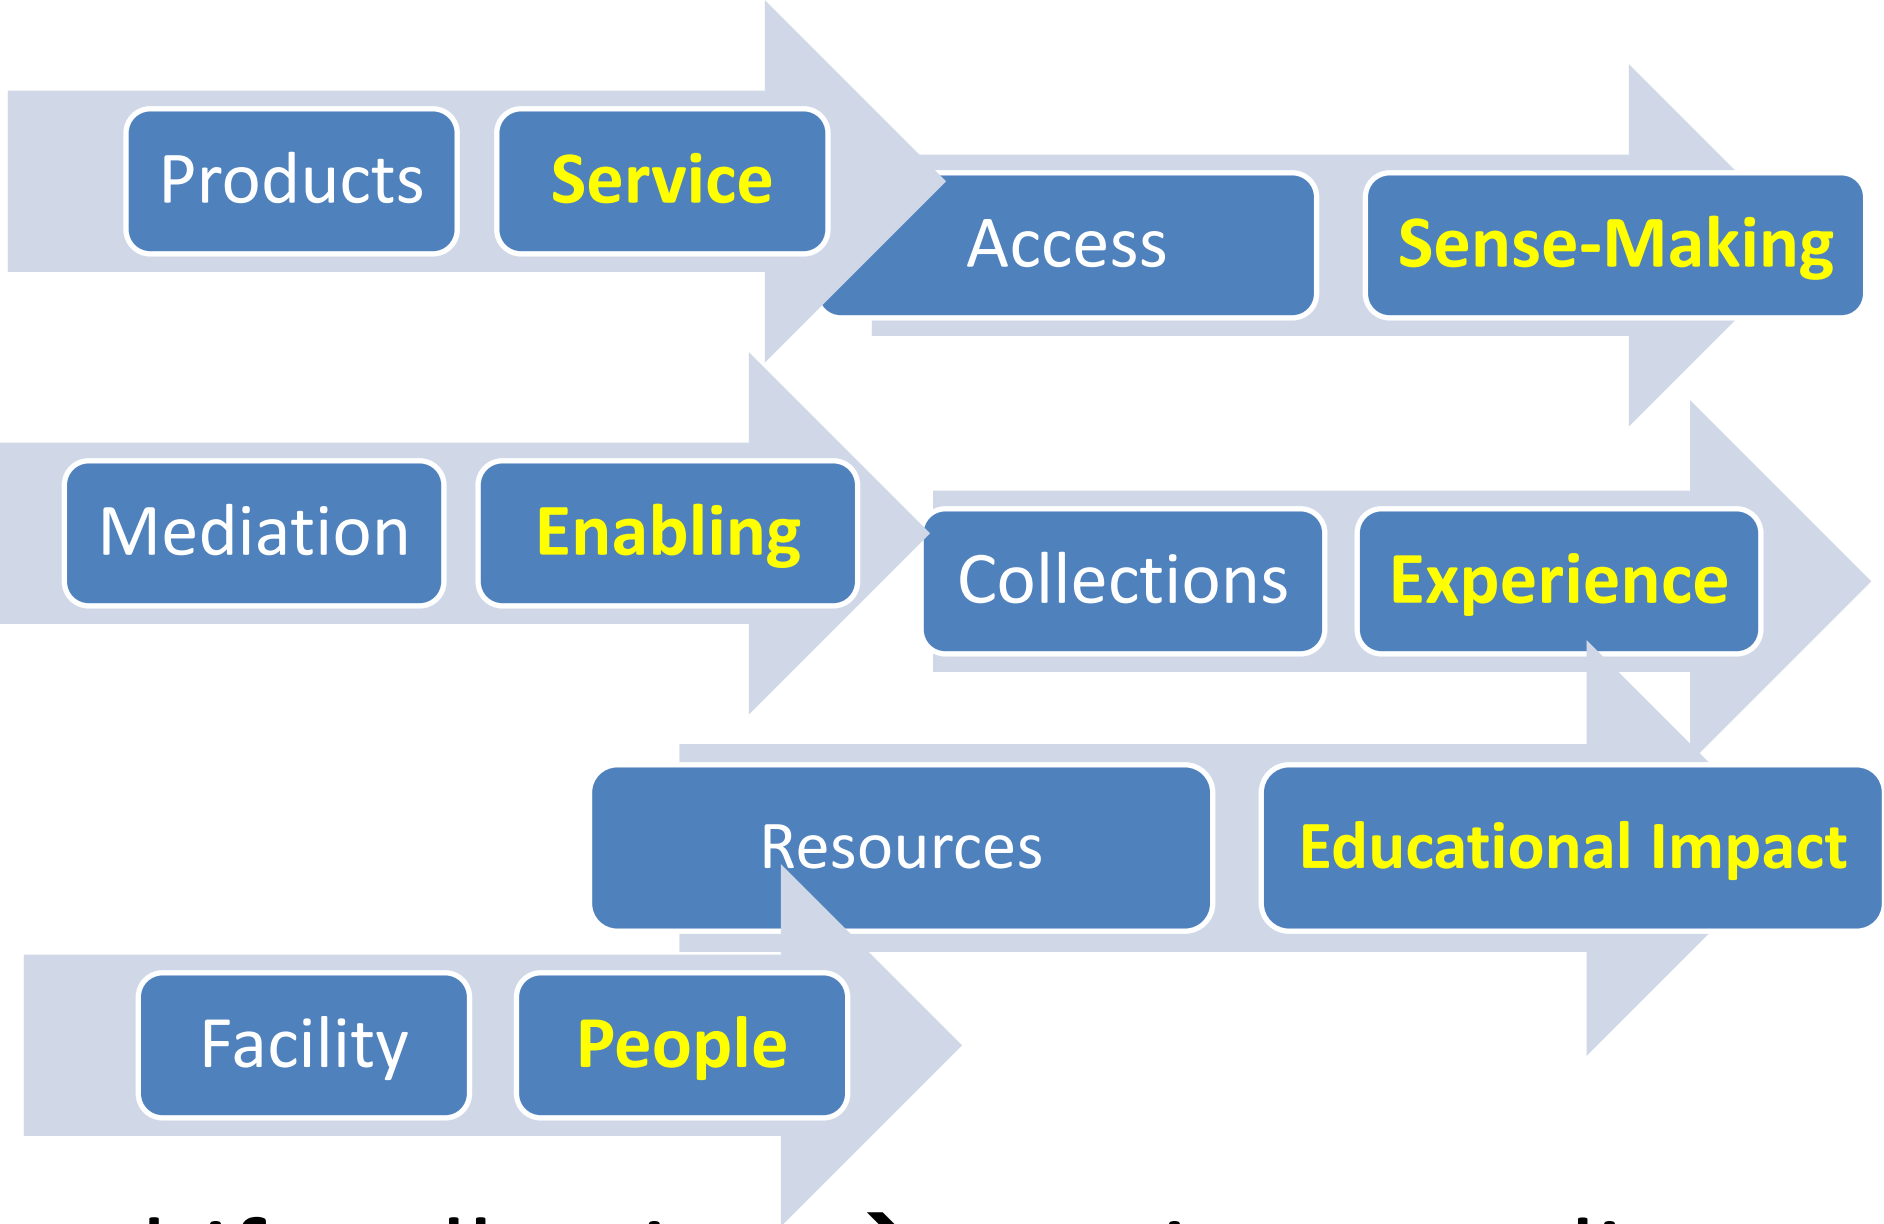 Products Service
Access Sense-Making
Mediation Enabling
Collections Experience
Resources Educational Impact
Facility People